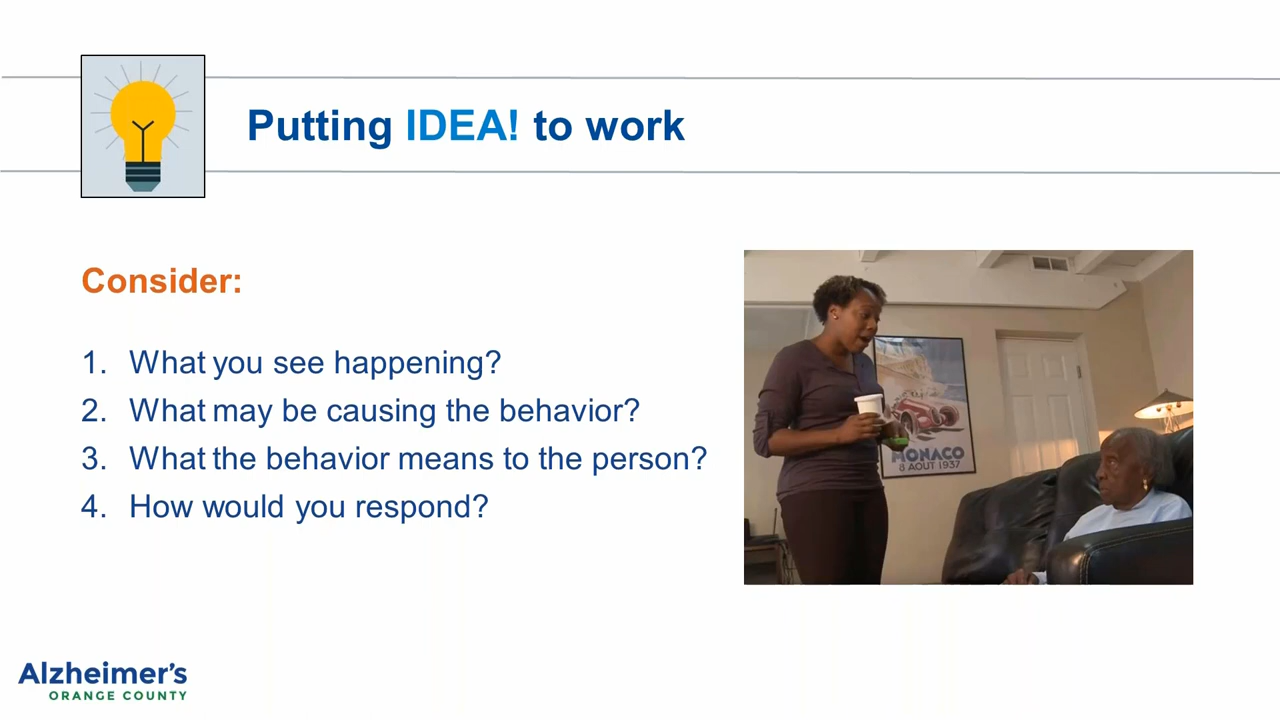 Putting IDEA! to work
Consider:
1. What you see happening?
2. What may be causing the behavior?
3. What the behavior means to the person?
4. How would you respond?
MONACO
8 AOUT 1937
Alzheimer's
ORANGE COUNTY